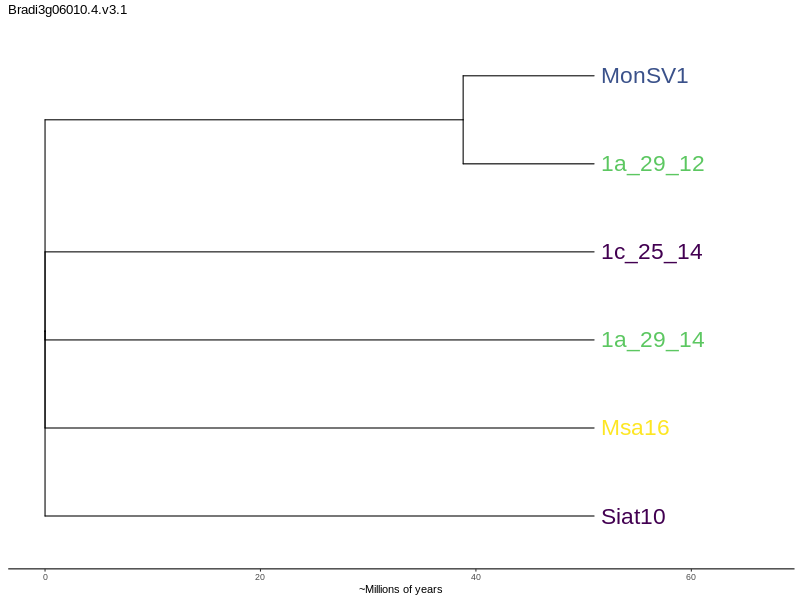 Bradi3g06010.4.v3.1
MonSV1
1a_29_12
1c_25_14
1a_29_14
Msa16
Siat10
0 20 40 60
~Millions of years